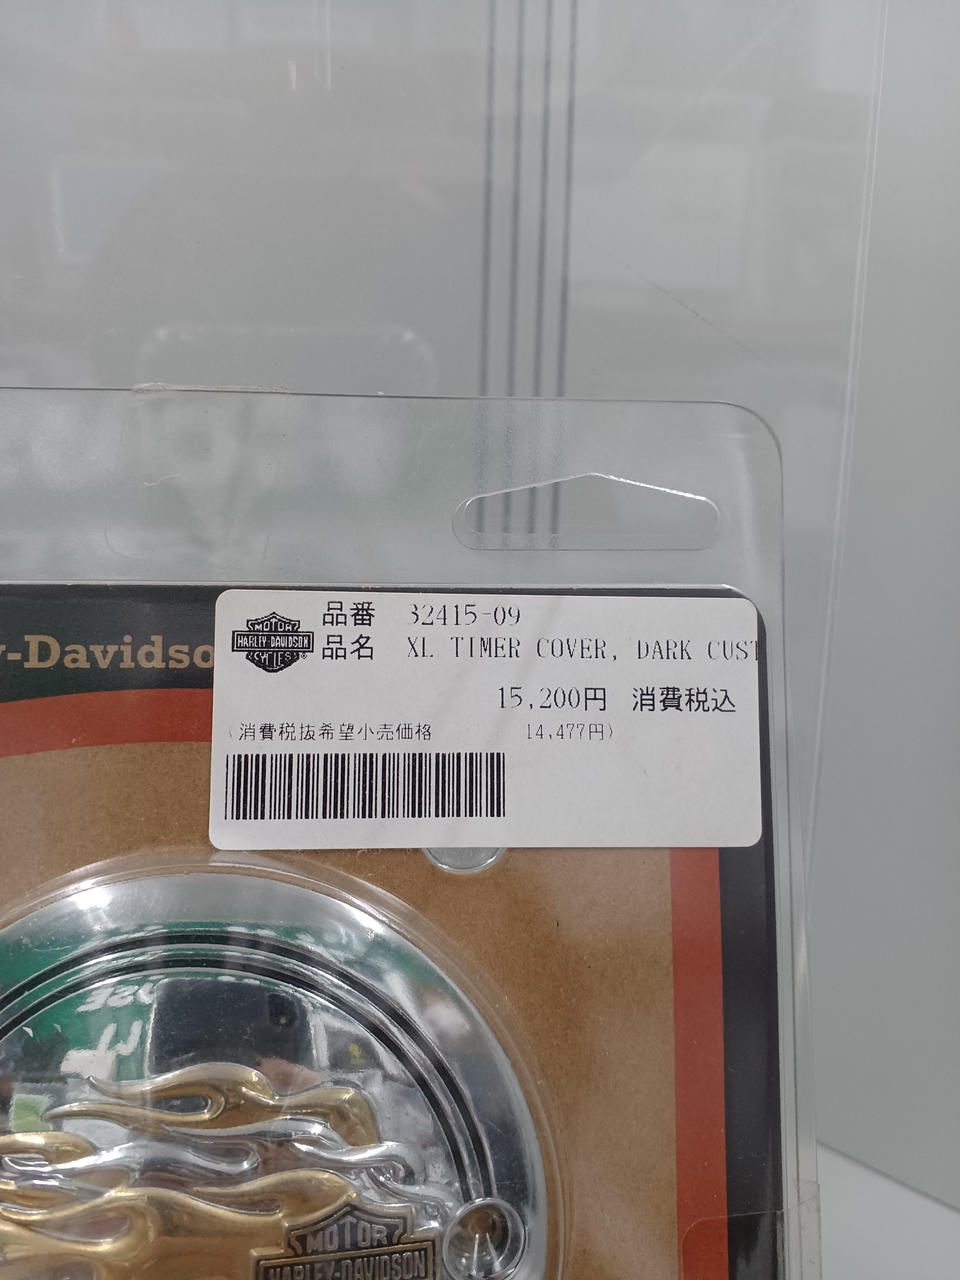 y-Davidso
MOTOR
HARLEY-DAVIDSON
CYCLES
品番 32415-09
品名 XL TIMER COVER, DARK CUST
15,200円 消費税込
(消費税抜希望小売価格 14,477円)
MOTOR
HARLEY-DAVIDSON